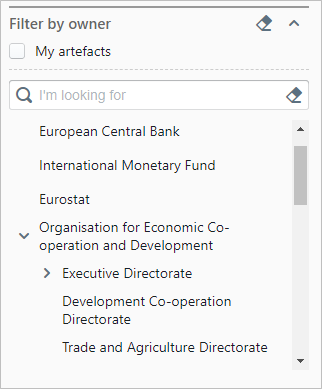 Filter by owner
My artefacts
I'm looking for
European Central Bank
International Monetary Fund
Eurostat
Organisation for Economic Co-
operation and Development
Executive Directorate
Development Co-operation
Directorate
Trade and Agriculture Directorate